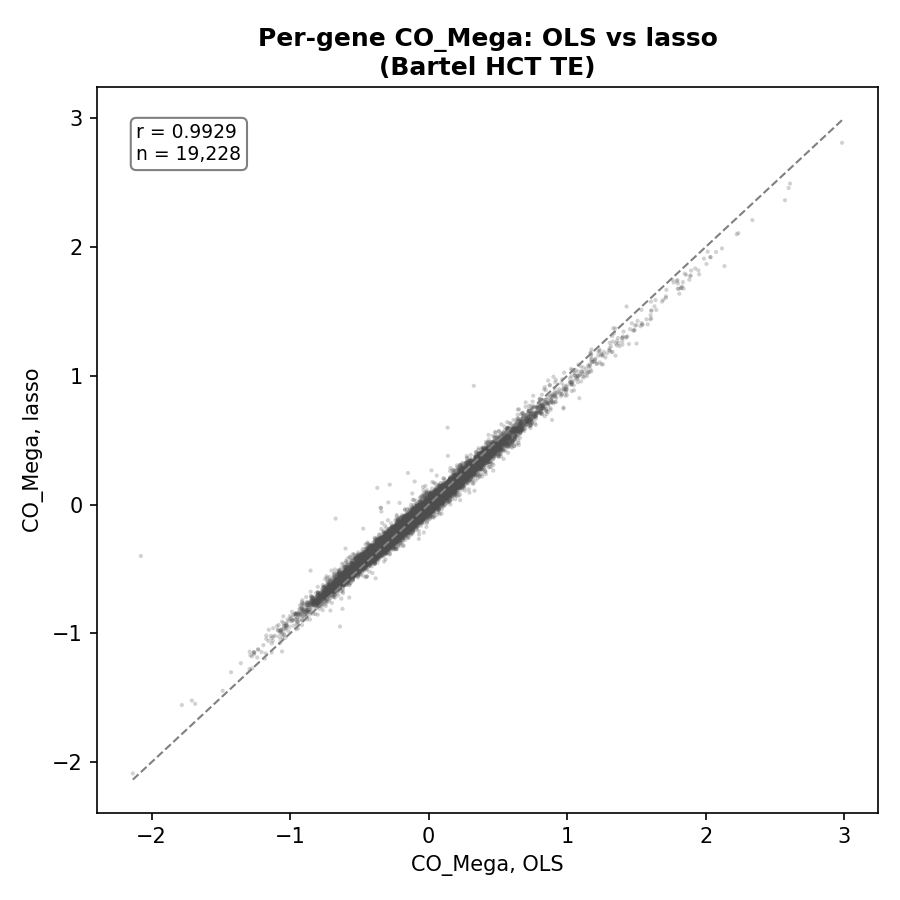 Per-gene CO_Mega: OLS vs lasso
(Bartel HCT TE)
r = 0.9929
n = 19,228
3
2
1
0
−1
−2
CO_Mega, lasso
−2
−1
0
1
2
3
CO_Mega, OLS